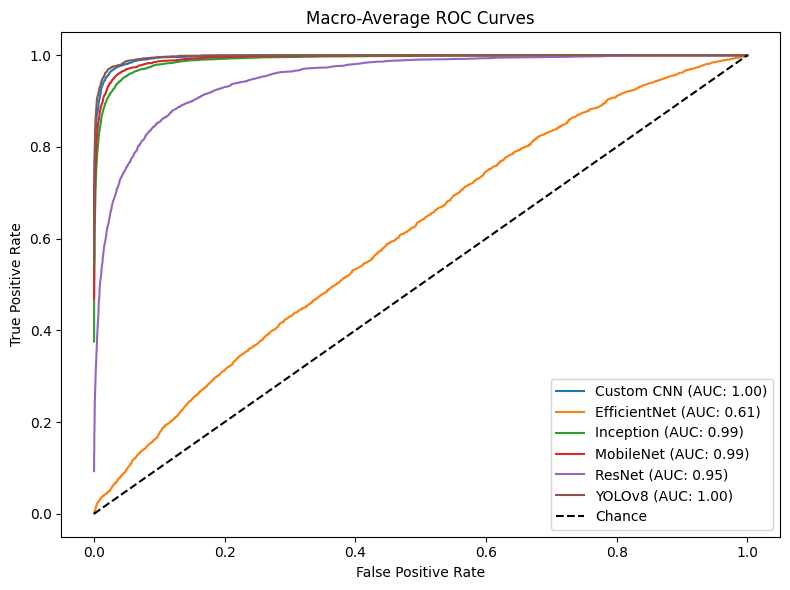 Macro-Average ROC Curves
True Positive Rate
1.0
0.8
0.6
0.4
0.2
0.0
0.0 0.2 0.4 0.6 0.8 1.0
False Positive Rate
Custom CNN (AUC: 1.00)
EfficientNet (AUC: 0.61)
Inception (AUC: 0.99)
MobileNet (AUC: 0.99)
ResNet (AUC: 0.95)
YOLOv8 (AUC: 1.00)
Chance